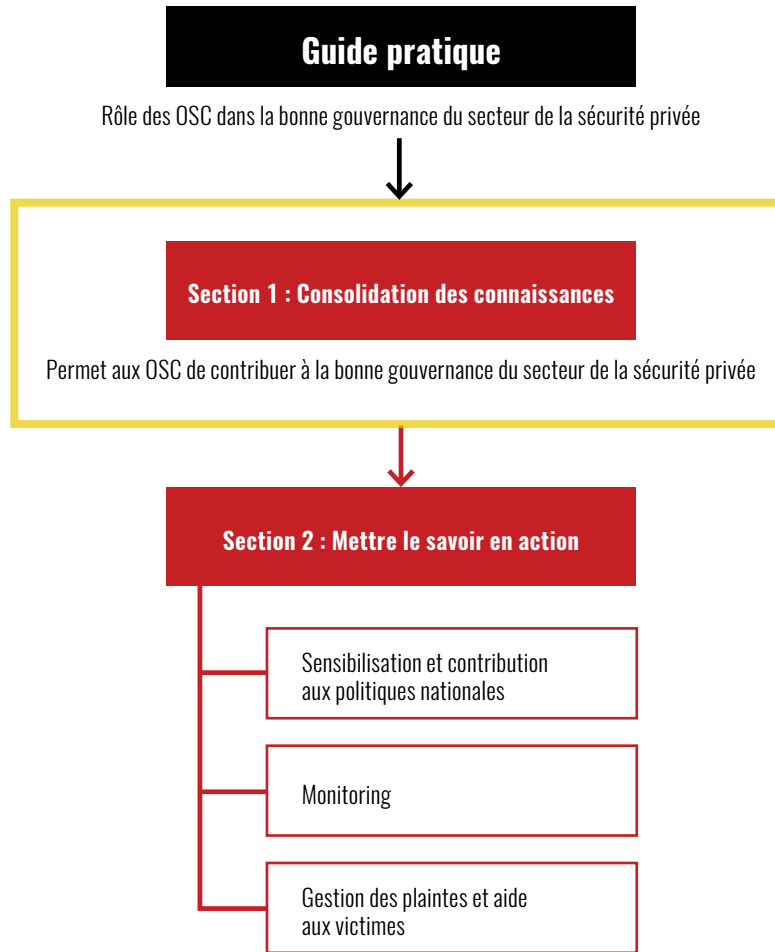 Guide pratique
Rôle des OSC dans la bonne gouvernance du secteur de la sécurité privée
Section 1 : Consolidation des connaissances
Permet aux OSC de contribuer à la bonne gouvernance du secteur de la sécurité privée
Section 2 : Mettre le savoir en action
Sensibilisation et contribution
aux politiques nationales
Monitoring
Gestion des plaintes et aide
aux victimes